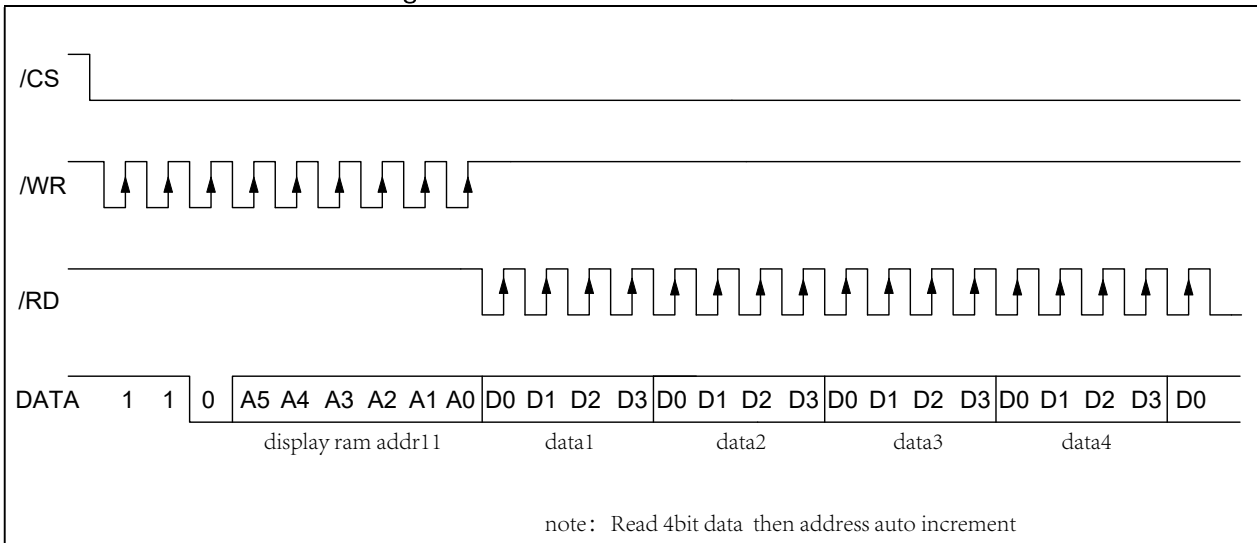 /CS
/WR
/RD
DATA 1 1 0 A5 A4 A3 A2 A1 A0 D0 D1 D2 D3 D0 D1 D2 D3 D0 D1 D2 D3 D0 D1 D2 D3 D0
display ram addr11 data1 data2 data3 data4
note： Read 4bit data then address auto increment